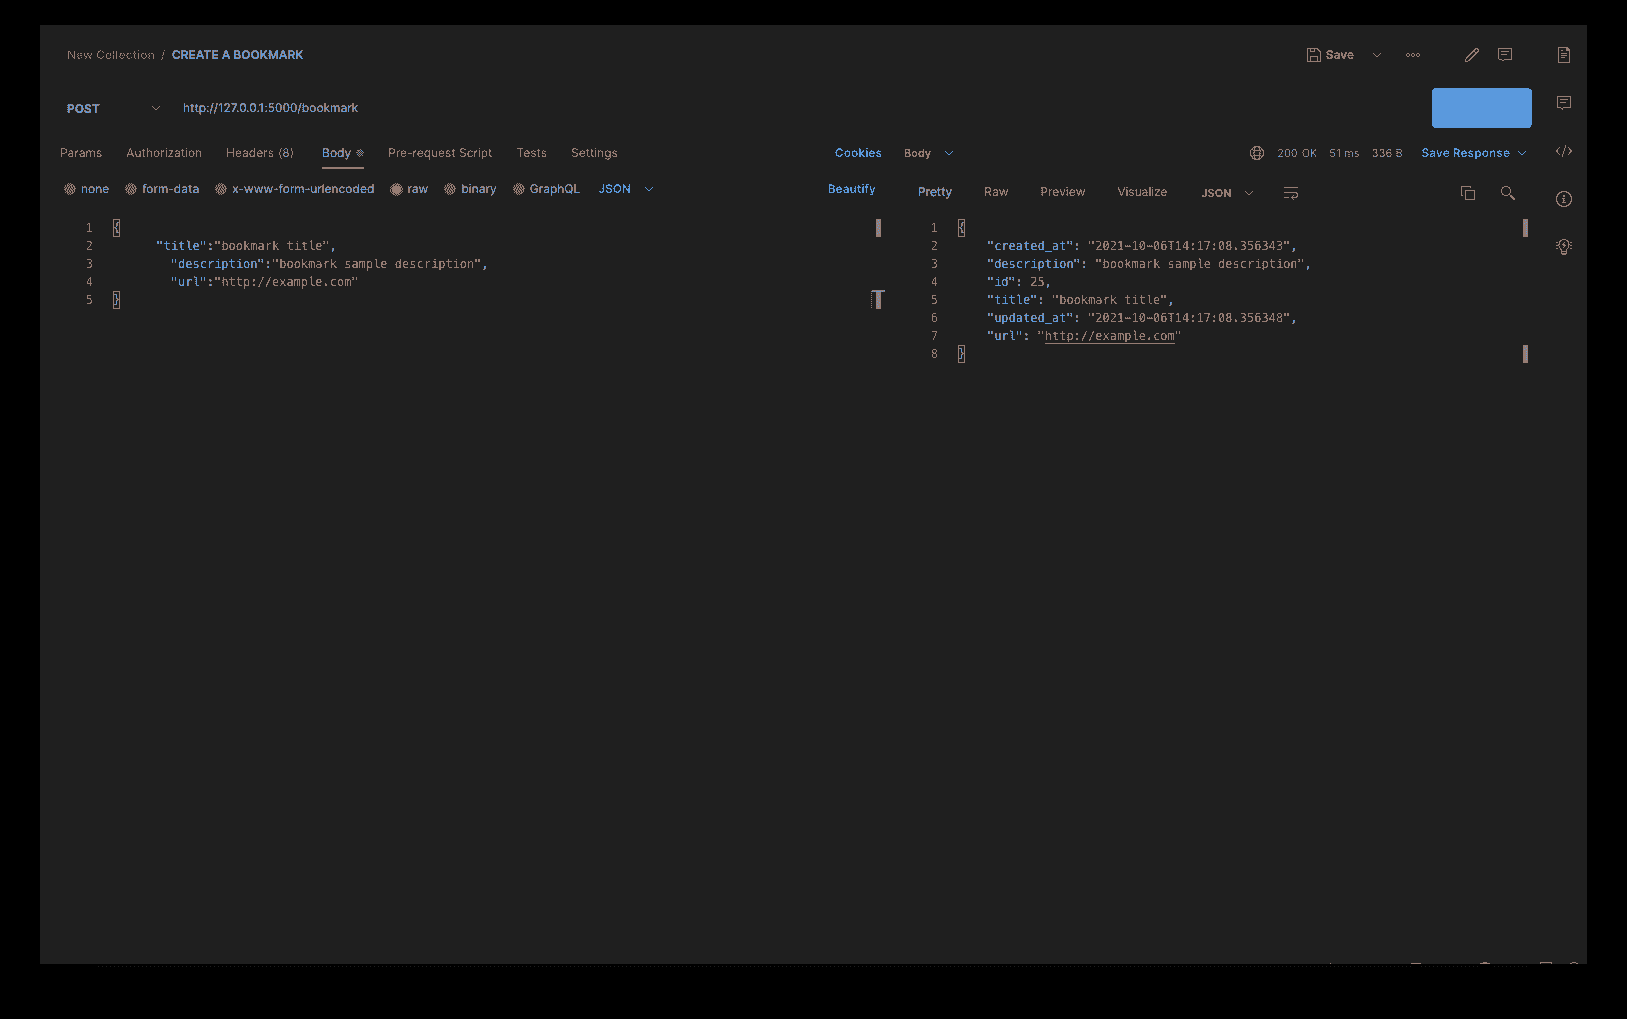 New Collection / CREATE A BOOKMARK
Save
POST
http://127.0.0.1:5000/bookmark
Params Authorization Headers (8) Body Pre-request Script Tests Settings Cookies
none form-data x-www-form-urlencoded raw binary GraphQL JSON Beautify
1 {
2 "title":"bookmark title",
3 "description":"bookmark sample description",
4 "url":"http://example.com"
5 }
Body 200 OK 51 ms 336 B Save Response
Pretty Raw Preview Visualize JSON
1 {
2 "created_at": "2021-10-06T14:17:08.356343",
3 "description": "bookmark sample description",
4 "id": 25,
5 "title": "bookmark title",
6 "updated_at": "2021-10-06T14:17:08.356348",
7 "url": "http://example.com"
8 }